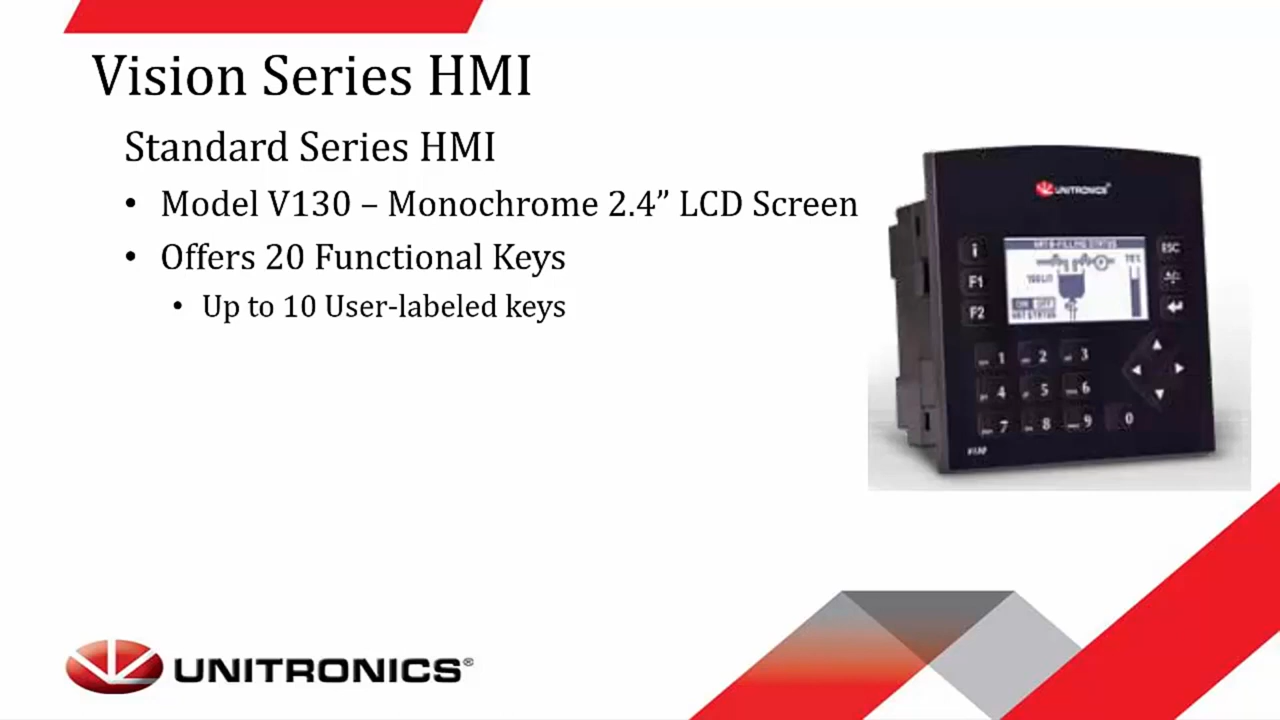 Vision Series HMI
Standard Series HMI
• Model V130 – Monochrome 2.4” LCD Screen
• Offers 20 Functional Keys
• Up to 10 User-labeled keys
UNITRONICS®
i
ESC
F1
+/-
F2
1 2 3
4 5 6
7 8 9 0
V130
UNITRONICS®